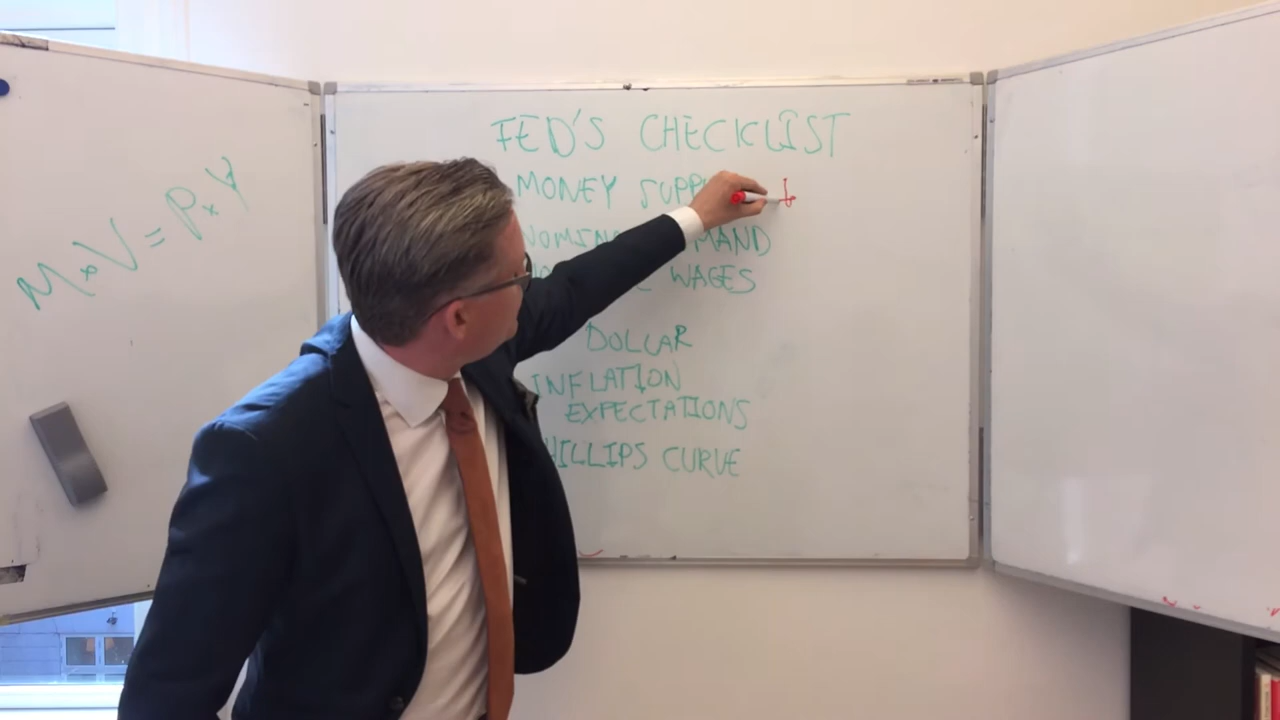 M x V = P x Y
FED'S CHECKLIST
MONEY
WAGES
DOLLAR
INFLATION
EXPECTATIONS
CURVE